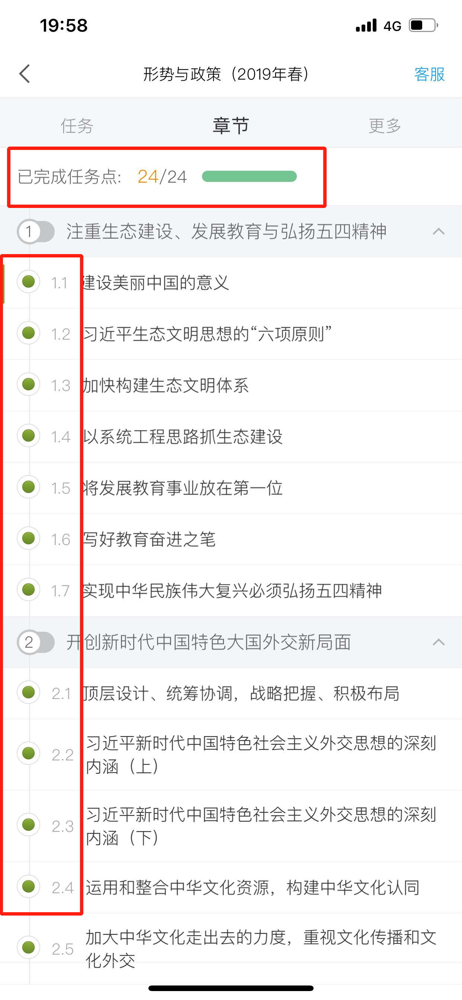 19:58
4G
形势与政策（2019年春）
客服
任务
章节
更多
已完成任务点: 24/24
1 注重生态建设、发展教育与弘扬五四精神
1.1 建设美丽中国的意义
1.2 习近平生态文明思想的“六项原则”
1.3 加快构建生态文明体系
1.4 以系统工程思路抓生态建设
1.5 将发展教育事业放在第一位
1.6 写好教育奋进之笔
1.7 实现中华民族伟大复兴必须弘扬五四精神
2 开创新时代中国特色大国外交新局面
2.1 顶层设计、统筹协调，战略把握、积极布局
2.2 习近平新时代中国特色社会主义外交思想的深刻
内涵（上）
2.3 习近平新时代中国特色社会主义外交思想的深刻
内涵（下）
2.4 运用和整合中华文化资源，构建中华文化认同
2.5 加大中华文化走出去的力度，重视文化传播和文
化外交